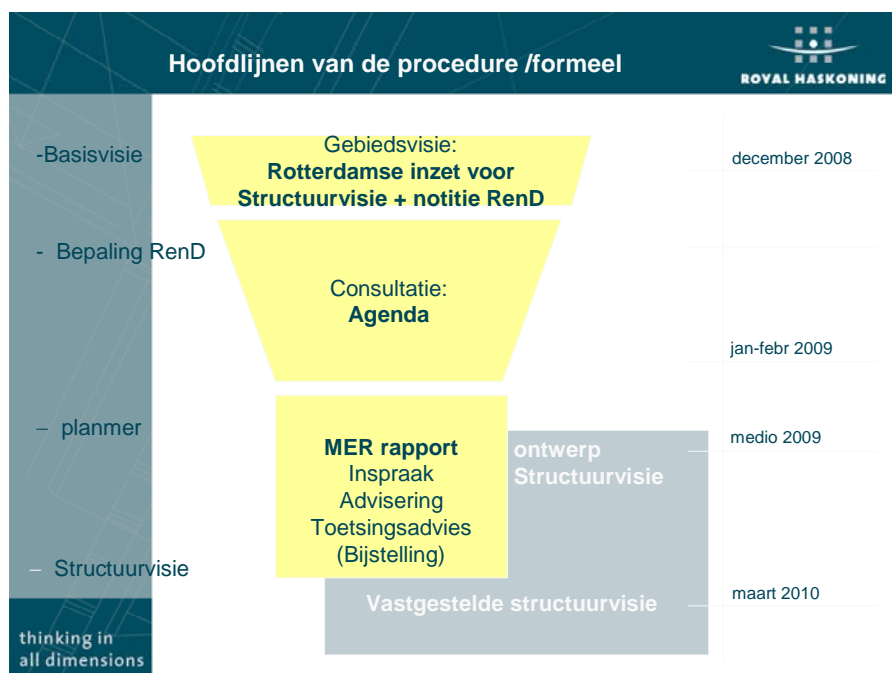 Hoofdlijnen van de procedure /formeel
ROYAL HASKONING
-Basisvisie
Gebiedsvisie:
Rotterdamse inzet voor
Structuurvisie + notitie RenD
december 2008
- Bepaling RenD
Consultatie:
Agenda
jan-febr 2009
– planmer
MER rapport
Inspraak
Advisering
Toetsingsadvies
(Bijstelling)
ontwerp
Structuurvisie
medio 2009
– Structuurvisie
Vastgestelde structuurvisie
maart 2010
thinking in
all dimensions